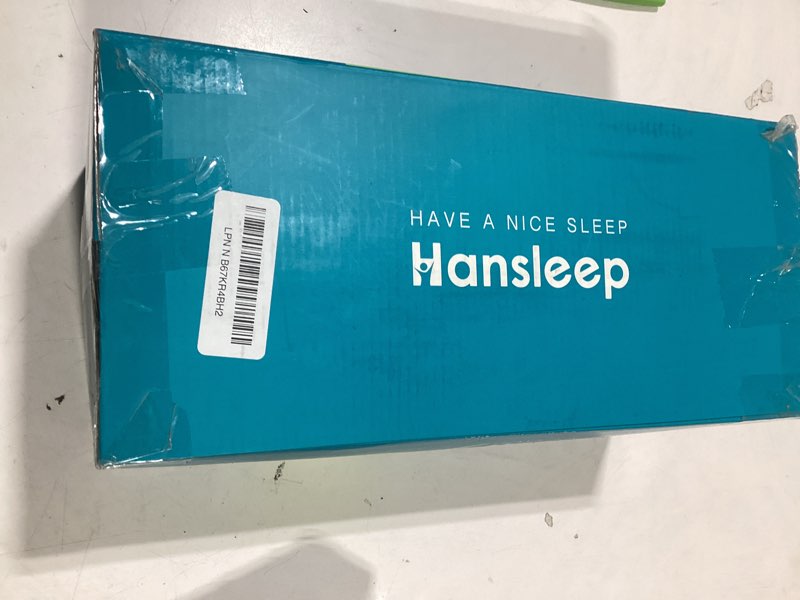 HAVE A NICE SLEEP
Hansleep
LPN N B67KR4BH2